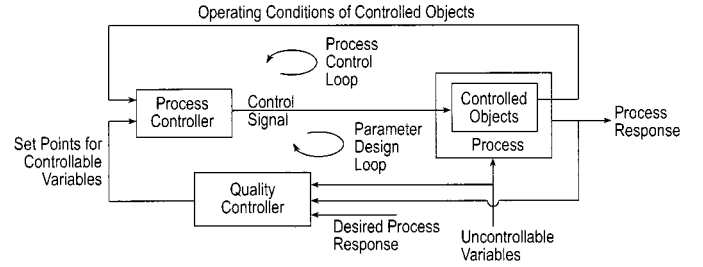 Operating Conditions of Controlled Objects
Process
Control
Loop
Process
Controller
Control
Signal
Controlled
Objects
Process
Process
Response
Set Points for
Controllable
Variables
Parameter
Design
Loop
Quality
Controller
Desired Process
Response
Uncontrollable
Variables